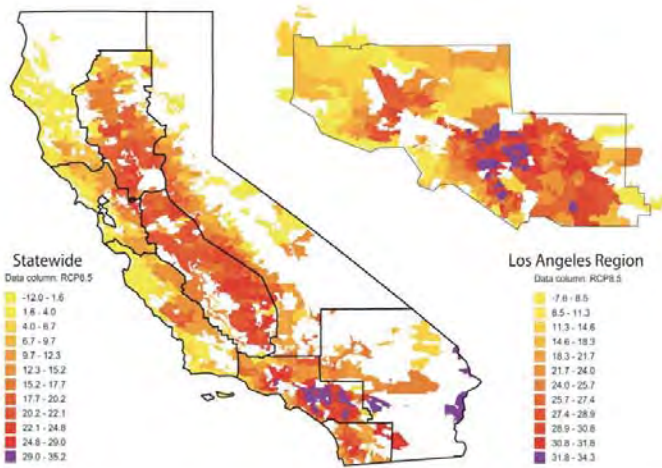 Statewide
Data column: RCP8.5
-12.0 - 1.6
1.6 - 4.0
4.0 - 6.7
6.7 - 9.7
9.7 - 12.3
12.3 - 15.2
15.2 - 17.7
17.7 - 20.2
20.2 - 22.1
22.1 - 24.8
24.8 - 29.0
29.0 - 35.2
Los Angeles Region
Data column: RCP8.5
-7.6 - 8.5
8.5 - 11.3
11.3 - 14.6
14.6 - 18.3
18.3 - 21.7
21.7 - 24.0
24.0 - 25.7
25.7 - 27.4
27.4 - 28.9
28.9 - 30.8
30.8 - 31.8
31.8 - 34.3